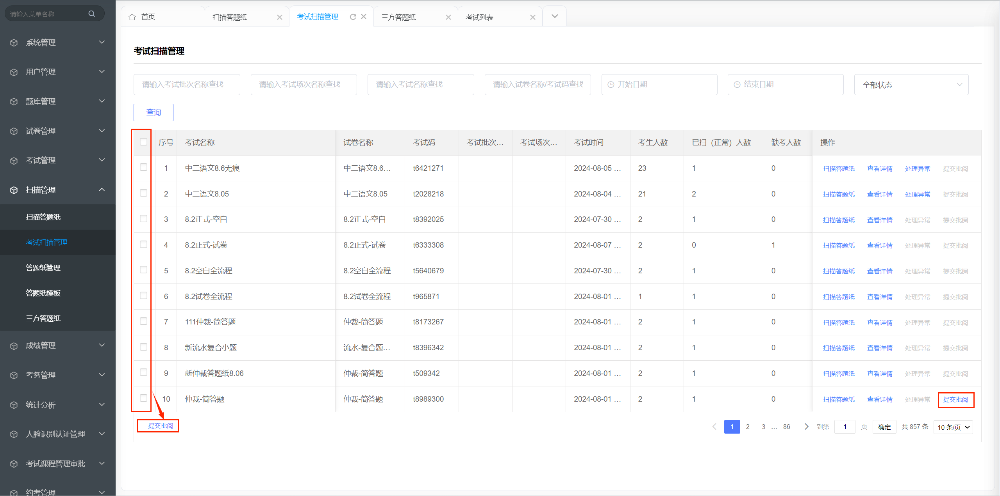 请输入菜单名称
系统管理
用户管理
题库管理
试卷管理
考试管理
扫描管理
扫描答题纸
考试扫描管理
答题纸管理
答题纸模板
三方答题纸
成绩管理
考务管理
统计分析
人脸识别认证管理
考试课程管理审批
约考管理
首页 扫描答题纸 考试扫描管理 三方答题纸 考试列表
考试扫描管理
请输入考试批次名称查找 请输入考试场次名称查找 请输入考试名称查找 请输入试卷名称/考试码查找 开始日期 结束日期 全部状态
查询
序号 考试名称 试卷名称 考试码 考试批次... 考试场次... 考试时间 考生人数 已扫（正常）人数 缺考人数 操作
1 中二语文8.6无痕 中二语文8.6... t6421271 2024-08-05 ... 23 1 0 扫描答题纸 查看详情 处理异常 提交批阅
2 中二语文8.05 中二语文8.05 t2028218 2024-08-04 ... 21 2 0 扫描答题纸 查看详情 处理异常 提交批阅
3 8.2正式-空白 8.2正式-空白 t8392025 2024-07-30 ... 2 1 0 扫描答题纸 查看详情 处理异常 提交批阅
4 8.2正式-试卷 8.2正式-试卷 t6333308 2024-08-07 ... 2 0 1 扫描答题纸 查看详情 处理异常 提交批阅
5 8.2空白全流程 8.2空白全流程 t5640679 2024-07-30 ... 2 1 0 扫描答题纸 查看详情 处理异常 提交批阅
6 8.2试卷全流程 8.2试卷全流程 t965871 2024-08-01 ... 1 1 0 扫描答题纸 查看详情 处理异常 提交批阅
7 111仲裁-简答题 仲裁-简答题 t8173267 2024-08-01 ... 2 1 0 扫描答题纸 查看详情 处理异常 提交批阅
8 新流水复合小题 流水-复合题... t8396342 2024-08-01 ... 2 1 0 扫描答题纸 查看详情 处理异常 提交批阅
9 新仲裁答题纸8.06 仲裁-简答题 t509342 2024-08-01 ... 2 1 0 扫描答题纸 查看详情 处理异常 提交批阅
10 仲裁-简答题 仲裁-简答题 t8989300 2024-08-01 ... 2 1 0 扫描答题纸 查看详情 处理异常 提交批阅
提交批阅 1 2 3 ... 86 到第 1 页 确定 共 857 条 10 条/页